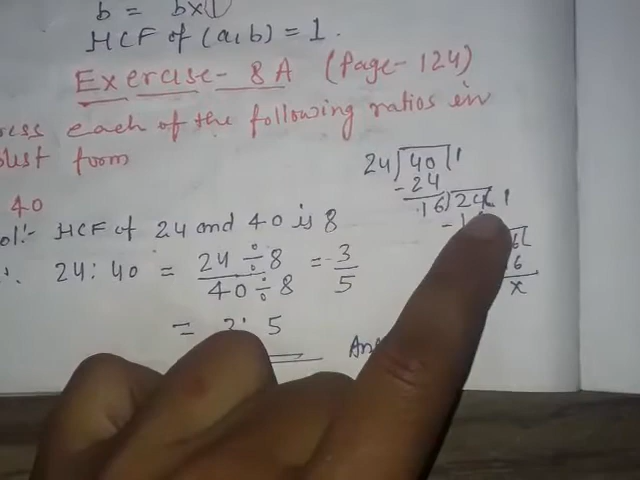 b = b×1
HCF of (a,b) = 1.
Exercise- 8A (Page-124)
each of the following ratios in
form
40
HCF of 24 and 40 is 8
∴ 24:40 = 24÷8 / 40÷8 = 3/5
= 3:5
24) 40 (1
-24
16) 24 ( 1
6
x